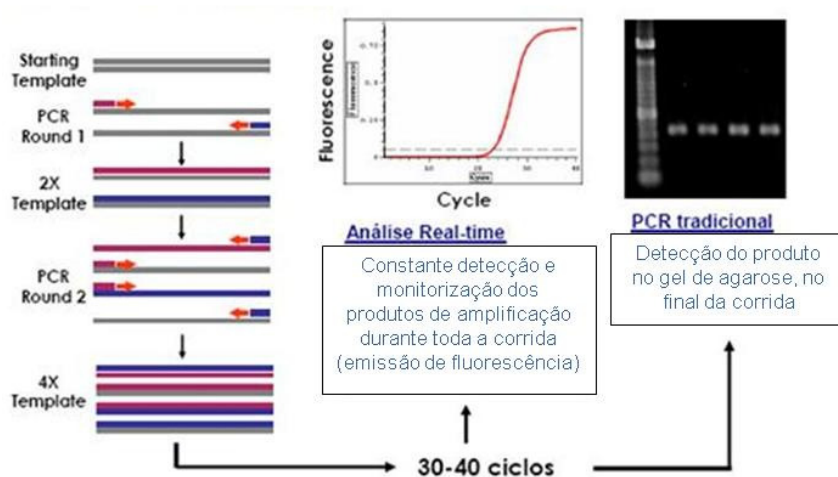 Starting
Template
PCR
Round 1
2X
Template
PCR
Round 2
4X
Template
Fluorescence
Fluorescence
Cycle
Cycle
Análise Real-time
Constante detecção e
monitorização dos
produtos de amplificação
durante toda a corrida
(emissão de fluorescência)
PCR tradicional
Detecção do produto
no gel de agarose, no
final da corrida
30-40 ciclos